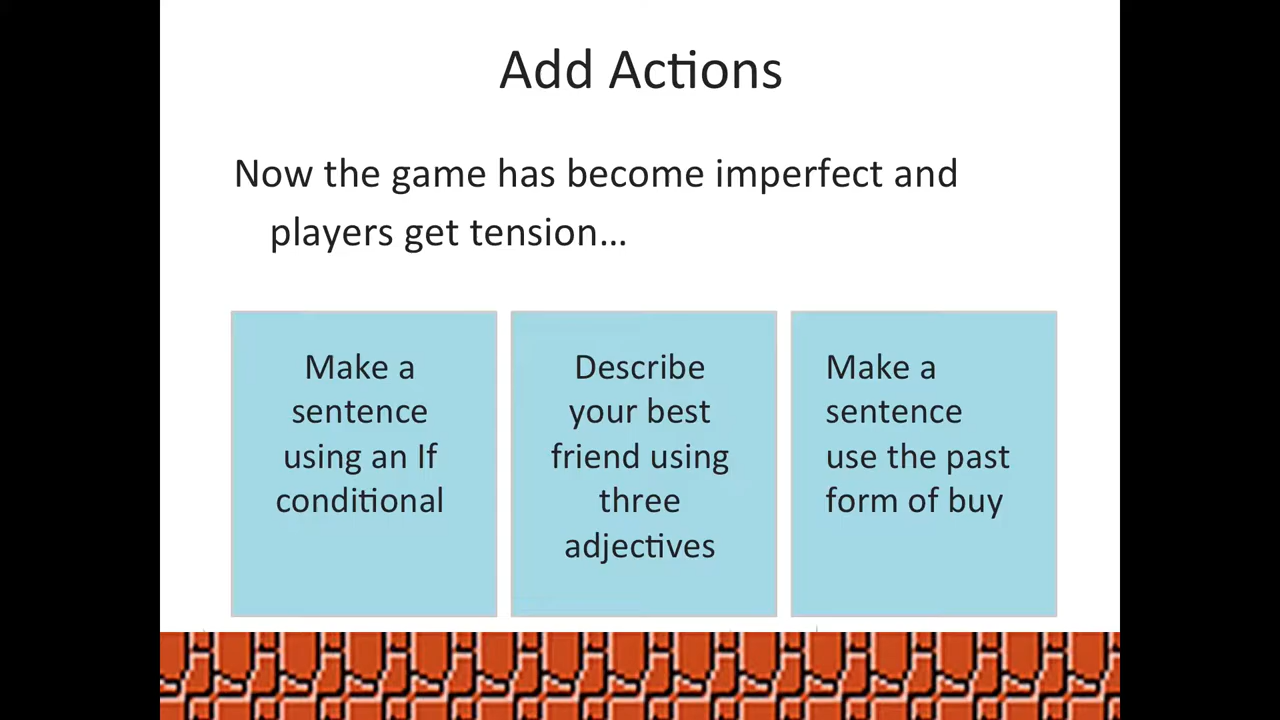 Add Actions
Now the game has become imperfect and
players get tension…
Make a
sentence
using an If
conditional
Describe
your best
friend using
three
adjectives
Make a
sentence
use the past
form of buy